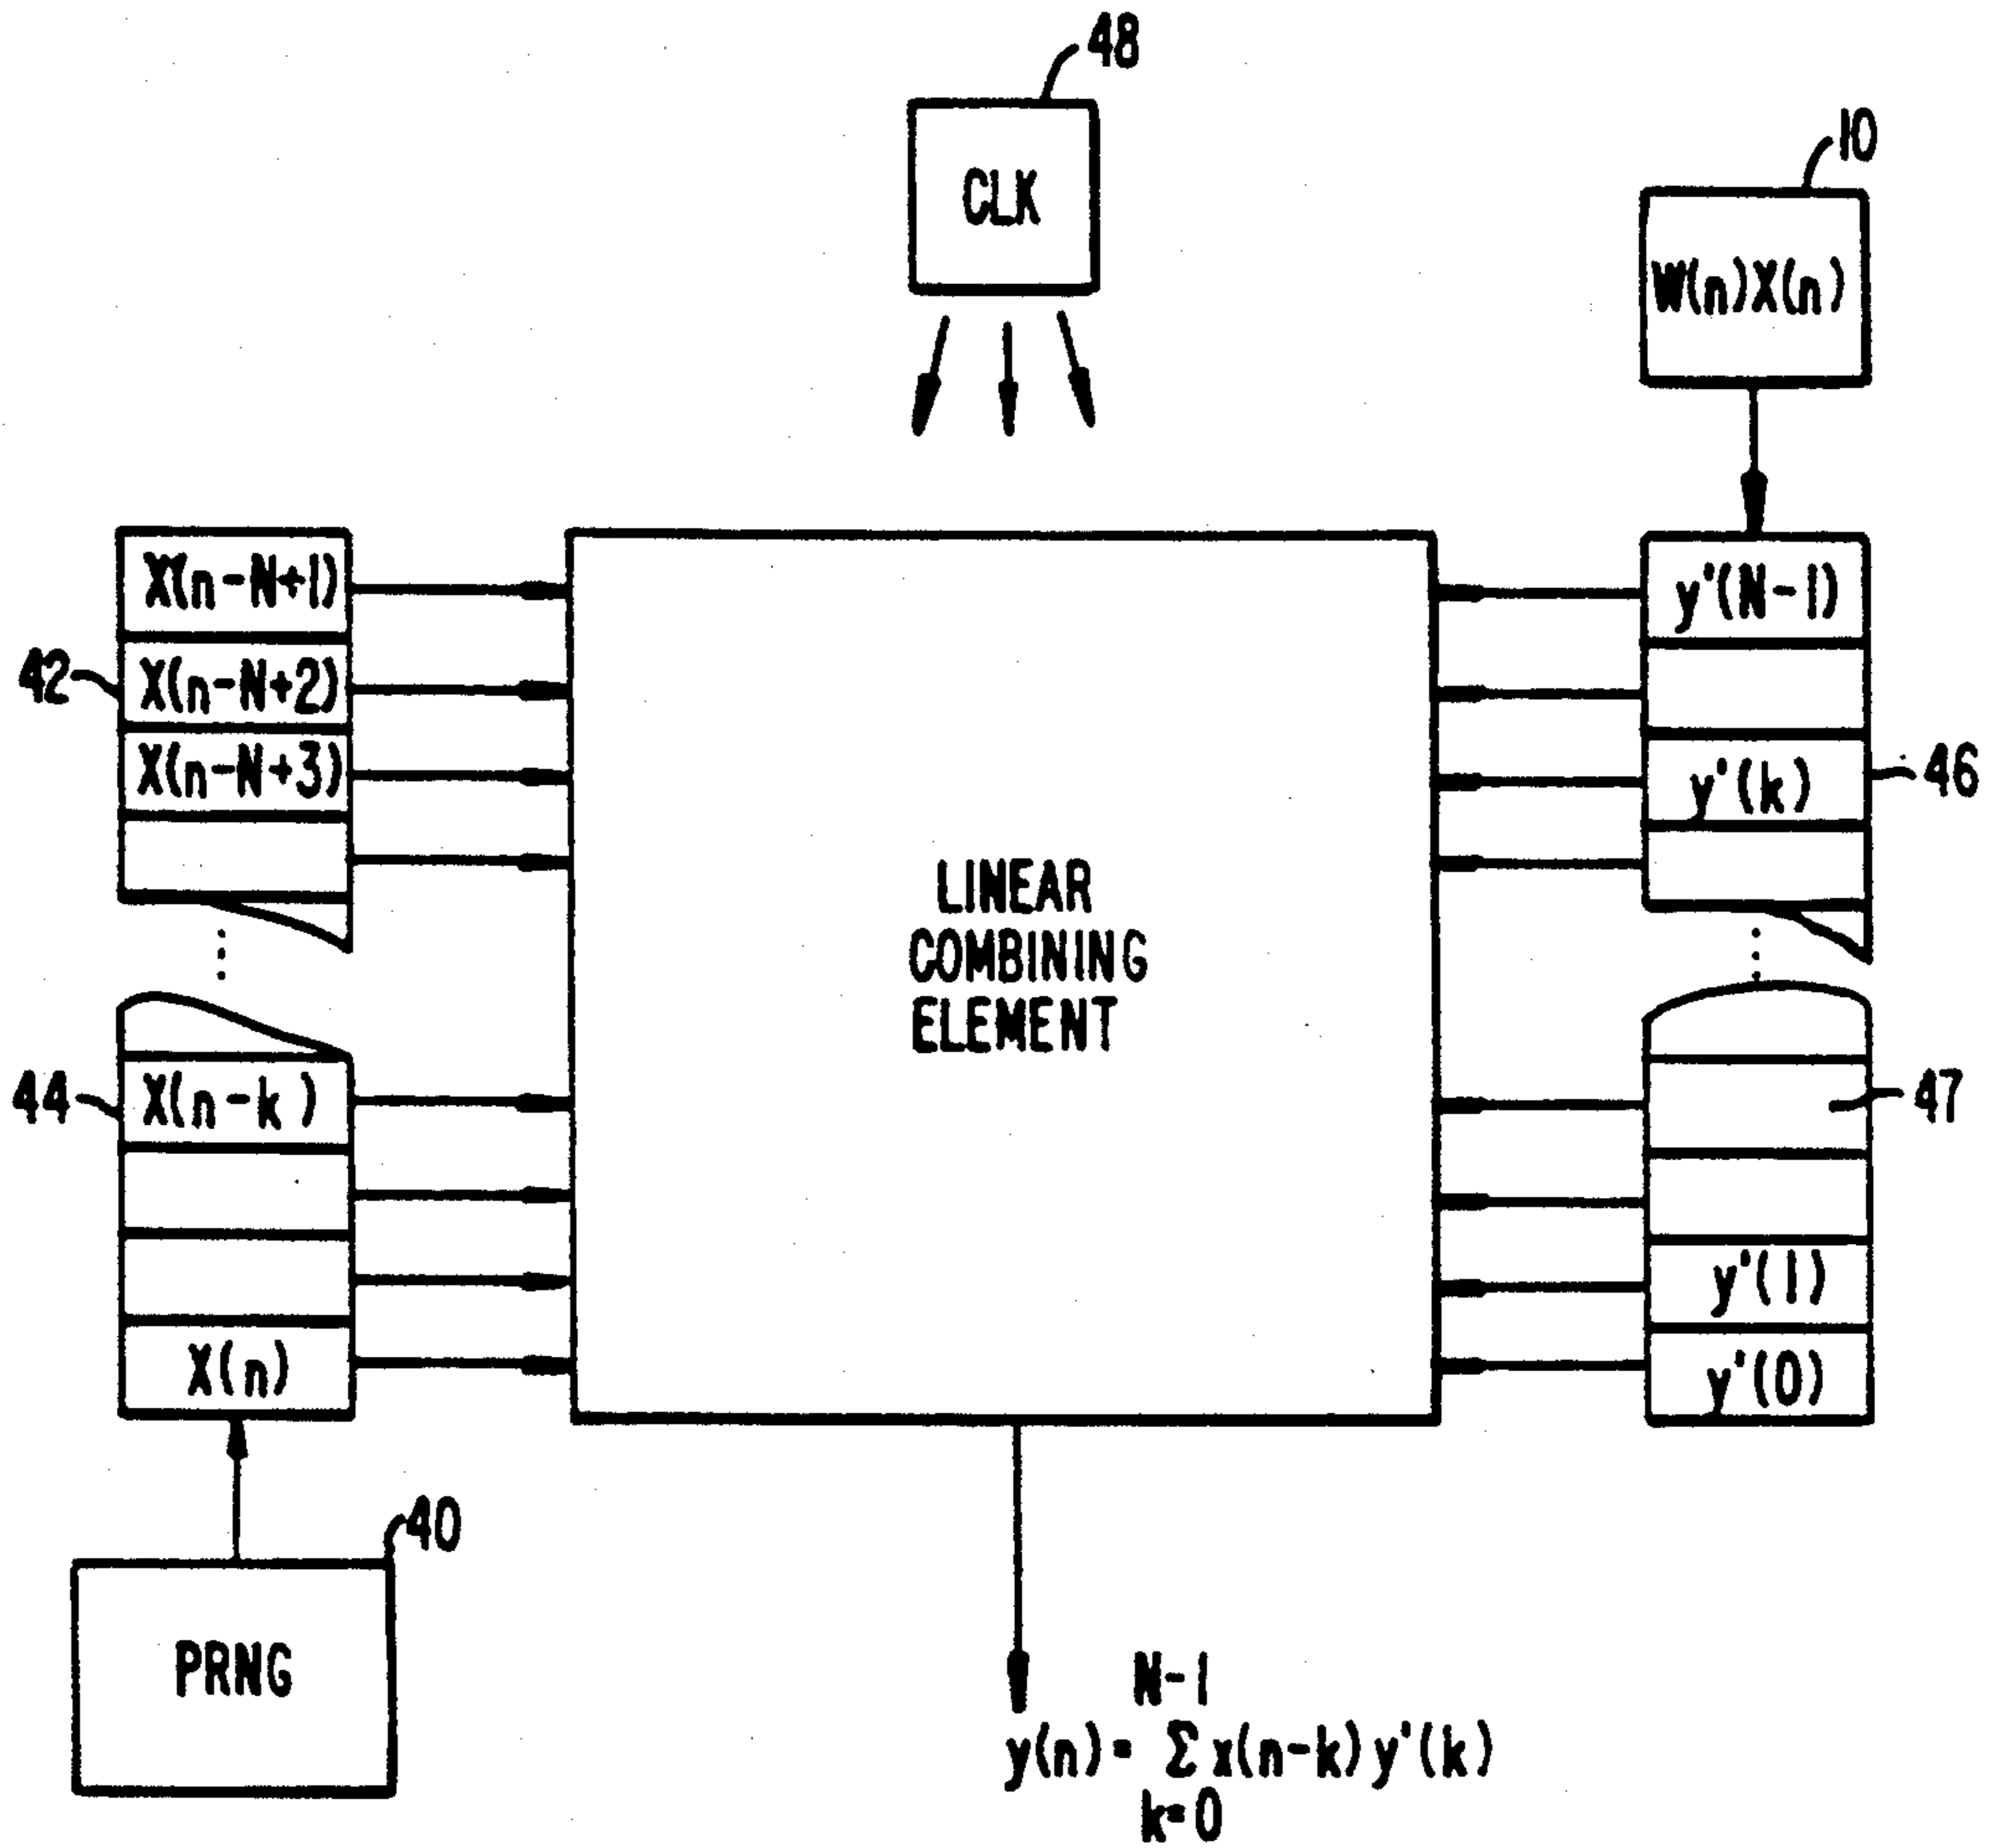 48
CLK
10
W(n)X(n)
X(n-N+1)
42
X(n-N+2)
X(n-N+3)
44
X(n-k)
X(n)
40
PRNG
LINEAR
COMBINING
ELEMENT
y'(N-1)
y'(k)
46
47
y'(1)
y'(0)
N-1
y(n)= Σ x(n-k)y'(k)
k=0